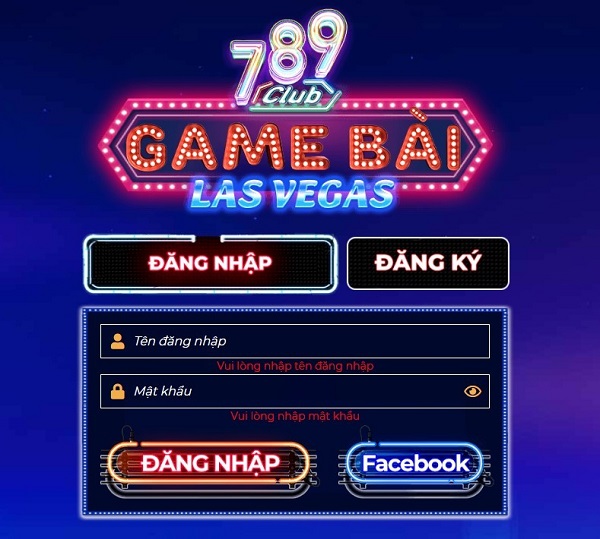 789
Club
GAME BÀI
LAS VEGAS
ĐĂNG NHẬP
ĐĂNG KÝ
Tên đăng nhập
Vui lòng nhập tên đăng nhập
Mật khẩu
Vui lòng nhập mật khẩu
ĐĂNG NHẬP
Facebook